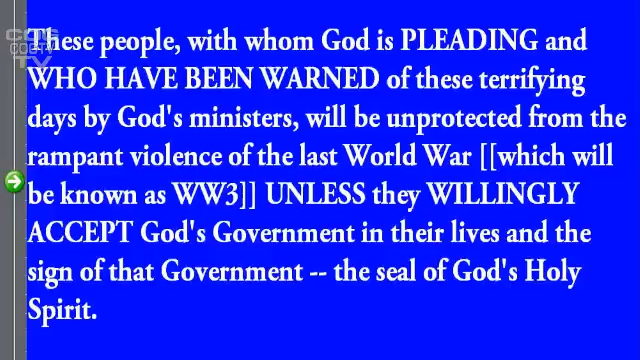 COG
COGTV
TV
These people, with whom God is PLEADING and
WHO HAVE BEEN WARNED of these terrifying
days by God's ministers, will be unprotected from the
rampant violence of the last World War [[which will
be known as WW3]] UNLESS they WILLINGLY
ACCEPT God's Government in their lives and the
sign of that Government -- the seal of God's Holy
Spirit.